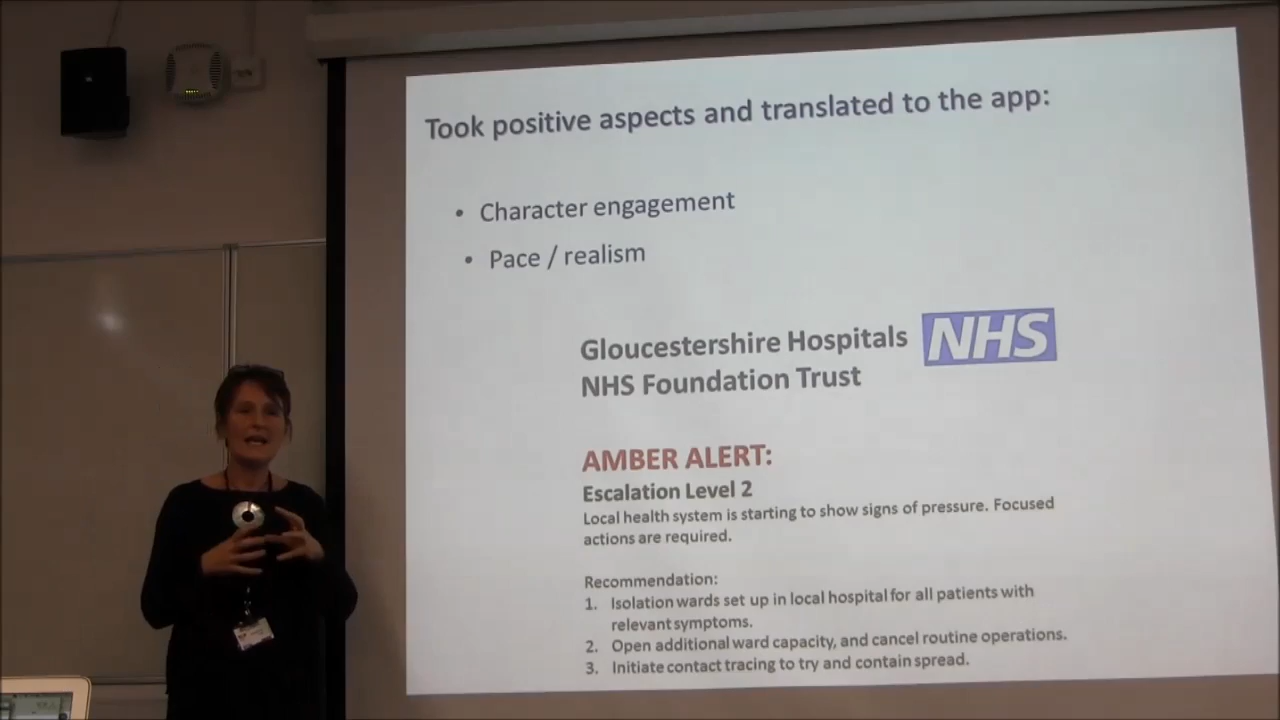 Took positive aspects and translated to the app:
• Character engagement
• Pace / realism
Gloucestershire Hospitals NHS
NHS Foundation Trust
AMBER ALERT:
Escalation Level 2
Local health system is starting to show signs of pressure. Focused
actions are required.
Recommendation:
1. Isolation wards set up in local hospital for all patients with
relevant symptoms.
2. Open additional ward capacity, and cancel routine operations.
3. Initiate contact tracing to try and contain spread.